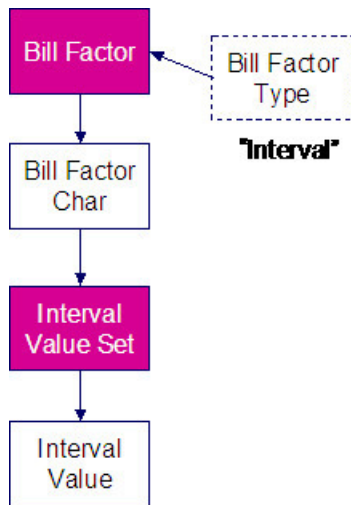 Bill Factor
Bill Factor
Type
"Interval"
Bill Factor
Char
Interval
Value Set
Interval
Value